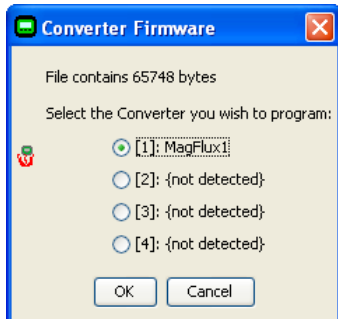 Converter Firmware
File contains 65748 bytes
Select the Converter you wish to program:
[1]: MagFlux1
[2]: {not detected}
[3]: {not detected}
[4]: {not detected}
OK Cancel